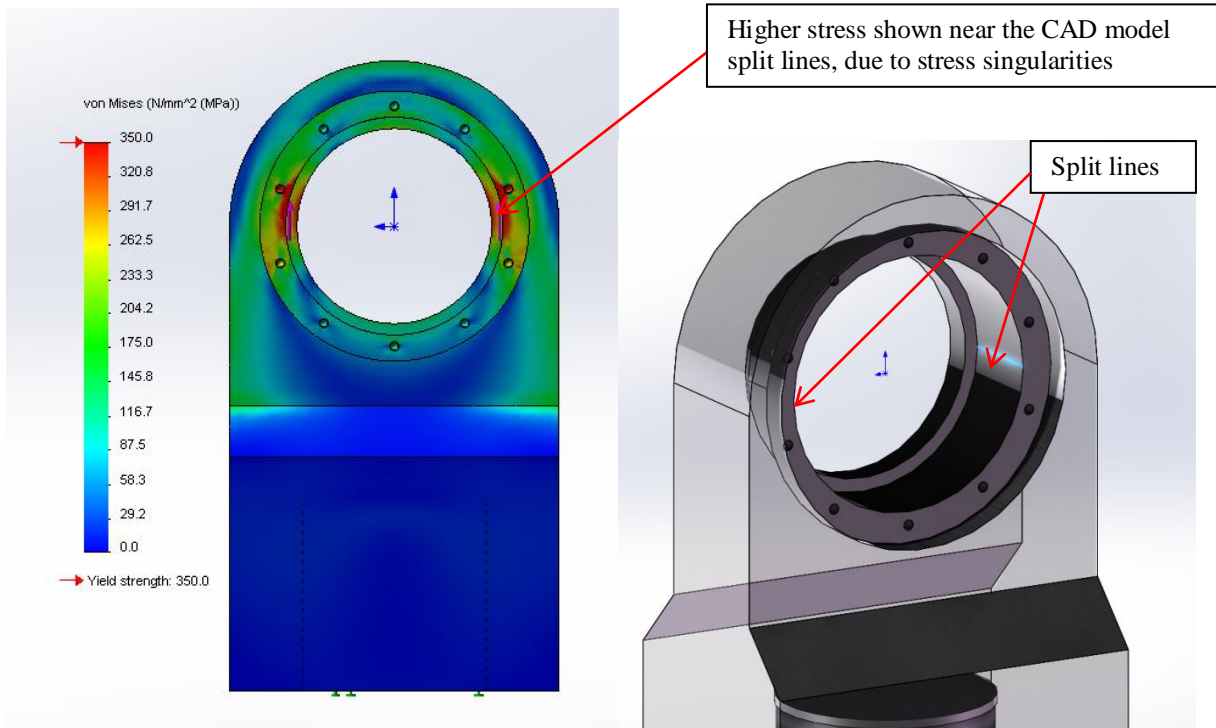 Higher stress shown near the CAD model
split lines, due to stress singularities
von Mises (N/mm^2 (MPa))
350.0
320.8
291.7
262.5
233.3
204.2
175.0
145.8
116.7
87.5
58.3
29.2
0.0
Yield strength: 350.0
Split lines